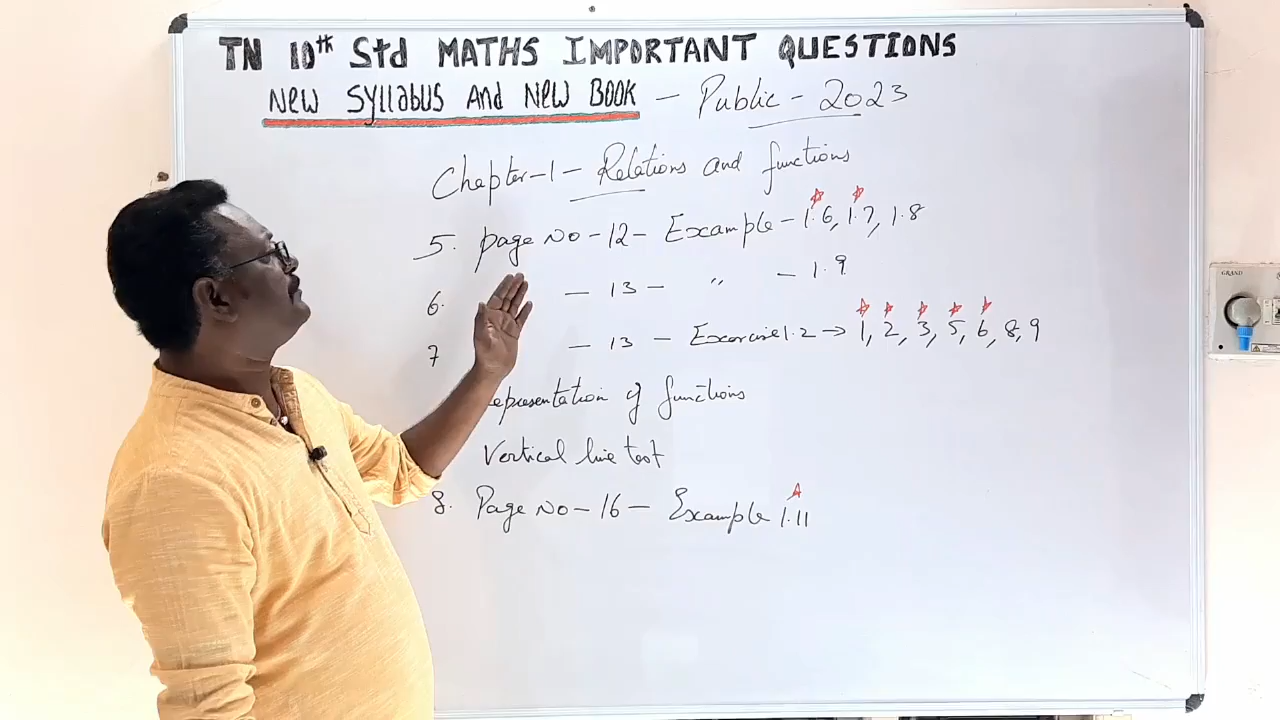 TN 10th Std MATHS IMPORTANT QUESTIONS
New Syllabus And New Book - Public - 2023
Chapter-1 - Relations and functions
5. page No - 12 - Example - 1.6, 1.7, 1.8
6. - 13 - " - 1.9
7 - 13 - Exercise 1.2 → 1, 2, 3, 5, 6, 8, 9
epresentation of functions
Vertical line test
8. Page No - 16 - Example 1.11
GRAND